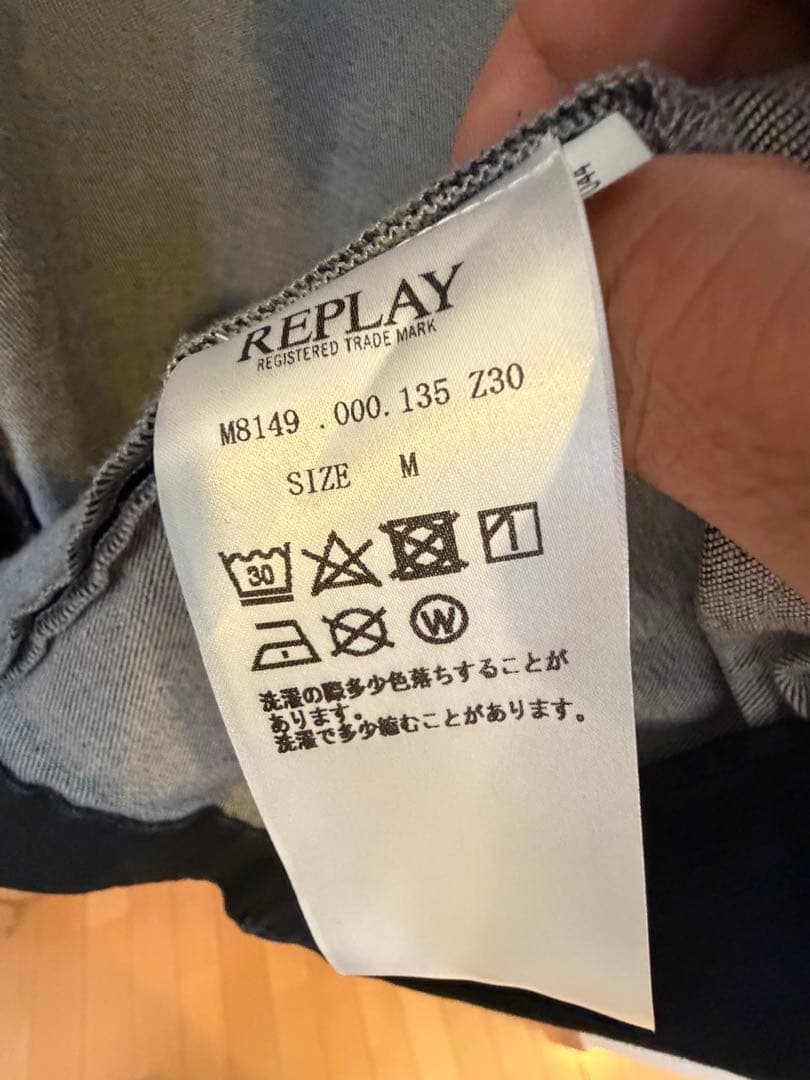 REPLAY
REGISTERED TRADE MARK
M8149 .000.135 Z30
SIZE M
30
W
洗濯の際多少色落ちすることが
あります。
洗濯で多少縮むことがあります。